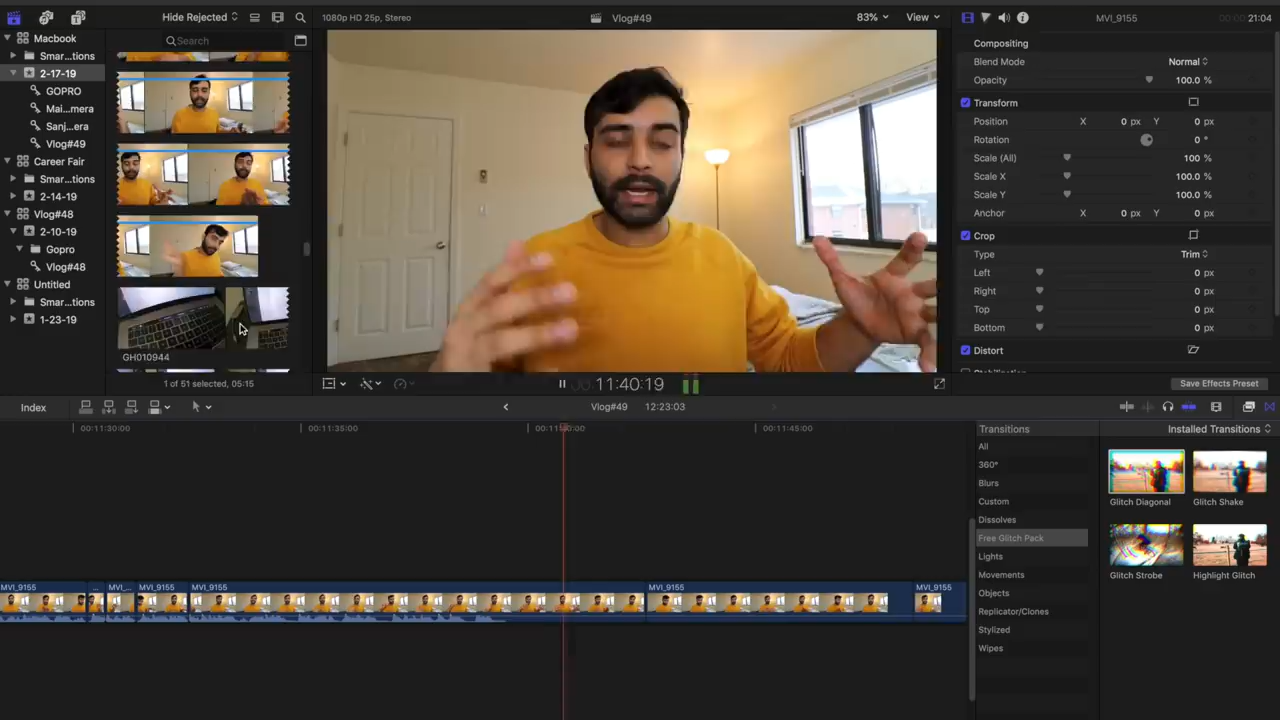 Hide Rejected
1080p HD 25p, Stereo
Vlog#49
83%
View
MVI_9155
00:00:21:04
Macbook
Smar...tions
2-17-19
GOPRO
Mai...mera
Sanj...era
Vlog#49
Career Fair
Smar...tions
2-14-19
Vlog#48
2-10-19
Gopro
Vlog#48
Untitled
Smar...tions
1-23-19
Search
GH010944
1 of 51 selected, 05:15
00:11:40:19
Compositing
Blend Mode
Normal
Opacity
100.0 %
Transform
Position
X
0 px
Y
0 px
Rotation
0 °
Scale (All)
100 %
Scale X
100.0 %
Scale Y
100.0 %
Anchor
X
0 px
Y
0 px
Crop
Type
Trim
Left
0 px
Right
0 px
Top
0 px
Bottom
0 px
Distort
Save Effects Preset
Index
Vlog#49
12:23:03
00:11:30:00
00:11:35:00
00:11:40:00
00:11:45:00
MVI_9155
...
MVI_...
MVI_9155
MVI_9155
MVI_9155
MVI_9155
Transitions
Installed Transitions
All
360°
Blurs
Custom
Dissolves
Free Glitch Pack
Lights
Movements
Objects
Replicator/Clones
Stylized
Wipes
Glitch Diagonal
Glitch Shake
Glitch Strobe
Highlight Glitch